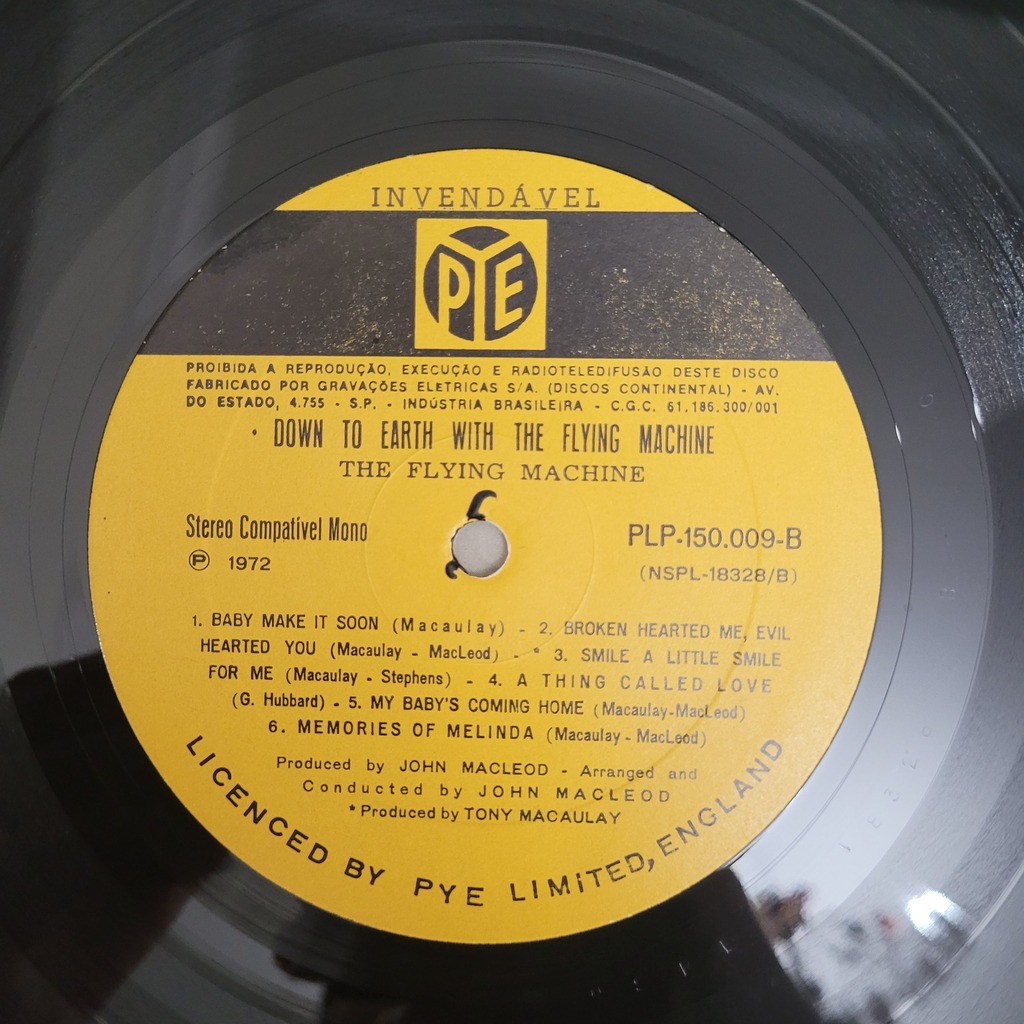 INVENDÁVEL
PYE
PROIBIDA A REPRODUÇÃO, EXECUÇÃO E RADIOTELEDIFUSÃO DESTE DISCO
FABRICADO POR GRAVAÇÕES ELETRICAS S/A. (DISCOS CONTINENTAL) - AV.
DO ESTADO, 4.755 - S.P. - INDÚSTRIA BRASILEIRA - C.G.C. 61.186.300/001
• DOWN TO EARTH WITH THE FLYING MACHINE
THE FLYING MACHINE
Stereo Compatível Mono
PLP-150.009-B
Ⓟ 1972
(NSPL-18328/B)
1. BABY MAKE IT SOON (Macaulay) - 2. BROKEN HEARTED ME, EVIL
HEARTED YOU (Macaulay - MacLeod) - * 3. SMILE A LITTLE SMILE
FOR ME (Macaulay - Stephens) - 4. A THING CALLED LOVE
(G. Hubbard) - 5. MY BABY'S COMING HOME (Macaulay-MacLeod)
6. MEMORIES OF MELINDA (Macaulay - MacLeod)
Produced by JOHN MACLEOD - Arranged and
Conducted by JOHN MACLEOD
* Produced by TONY MACAULAY
LICENCED BY PYE LIMITED, ENGLAND